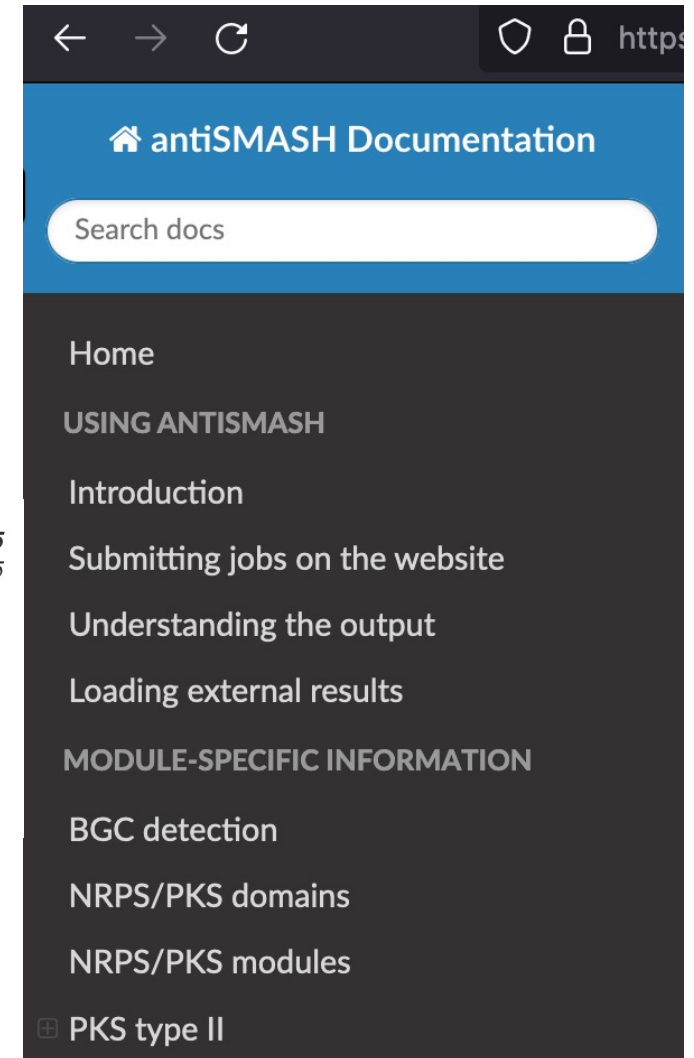 https
antiSMASH Documentation
Search docs
Home
USING ANTISMASH
Introduction
Submitting jobs on the website
Understanding the output
Loading external results
MODULE-SPECIFIC INFORMATION
BGC detection
NRPS/PKS domains
NRPS/PKS modules
PKS type II